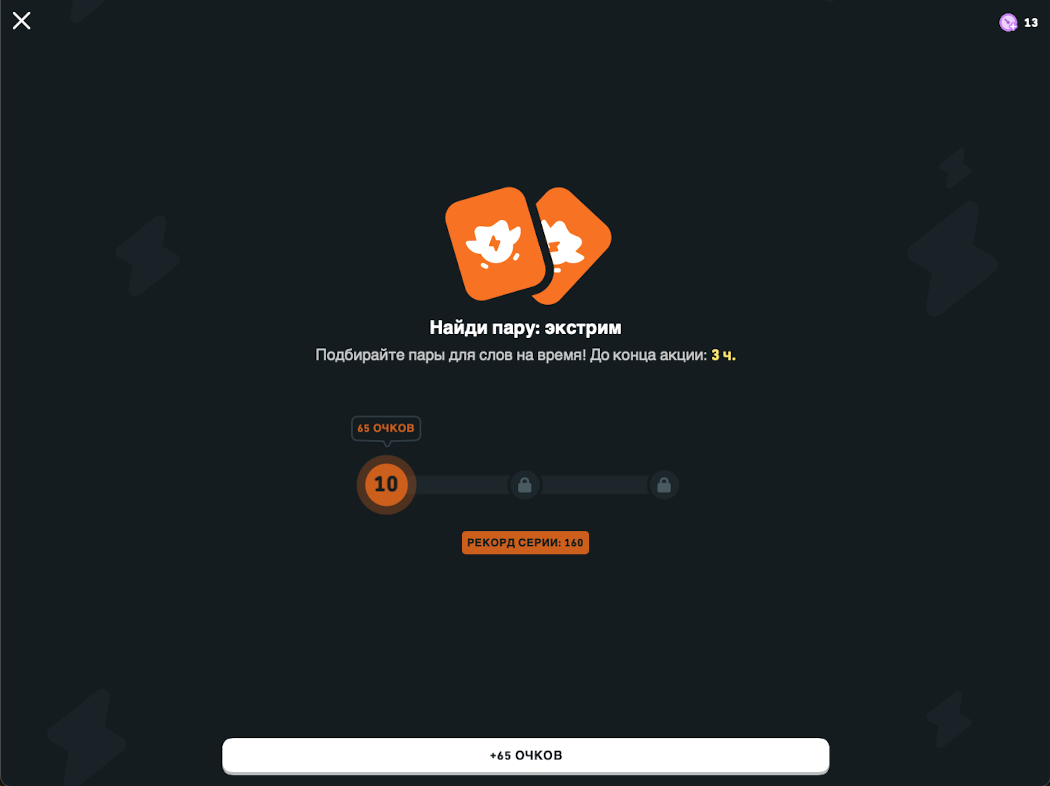 13
Найди пару: экстрим
Подбирайте пары для слов на время! До конца акции: 3 ч.
65 ОЧКОВ
10
РЕКОРД СЕРИИ: 160
+65 ОЧКОВ